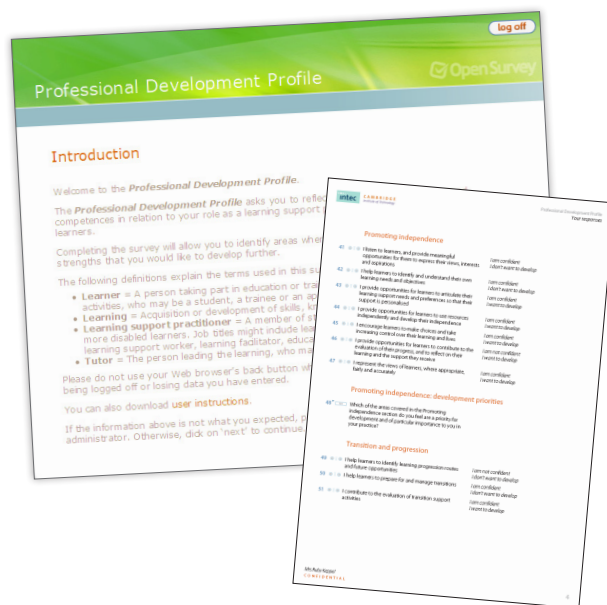 log off
Professional Development Profile
Open Survey
Introduction
Welcome to the Professional Development Profile.
The Professional Development Profile asks you to reflec
competences in relation to your role as a learning support
learners.
Completing the survey will allow you to identify areas wher
strengths that you would like to develop further.
The following definitions explain the terms used in this su
• Learner = A person taking part in education or trai
activities, who may be a student, a trainee or an ap
• Learning = Acquisition or development of skills, kn
• Learning support practitioner = A member of st
more disabled learners. Job titles might include lea
learning support worker, learning facilitator, educa
• Tutor = The person leading the learning, who ma
Please do not use your Web browser's back button wh
being logged off or losing data you have entered.
You can also download user instructions.
If the information above is not what you expected, p
administrator. Otherwise, click on 'next' to continue.
intec CAMBRIDGE
Professional Development Profile
Your responses
Promoting independence
41 I listen to learners, and provide meaningful
opportunities for them to express their views, interests
and aspirations
I am confident
I don't want to develop
42 I help learners to identify and understand their own
learning needs and objectives
I am confident
I don't want to develop
43 I provide opportunities for learners to articulate their
learning support needs and preferences so that their
support is personalised
I am confident
I want to develop
44 I provide opportunities for learners to use resources
independently and develop their independence
I am confident
I want to develop
45 I encourage learners to make choices and take
increasing control over their learning and lives
I am confident
I want to develop
46 I provide opportunities for learners to contribute to the
evaluation of their progress, and to reflect on their
learning and the support they receive
I am not confident
I want to develop
47 I represent the views of learners, where appropriate,
fairly and accurately
I am confident
I want to develop
Promoting independence: development priorities
48* Which of the areas covered in the Promoting
independence section do you feel are a priority for
development and of particular importance to you in
your practice?
Transition and progression
49 I help learners to identify learning progression routes
and future opportunities
I am not confident
I don't want to develop
50 I help learners to prepare for and manage transitions
I am confident
I don't want to develop
51 I contribute to the evaluation of transition support
activities
I am confident
I want to develop
CONFIDENTIAL